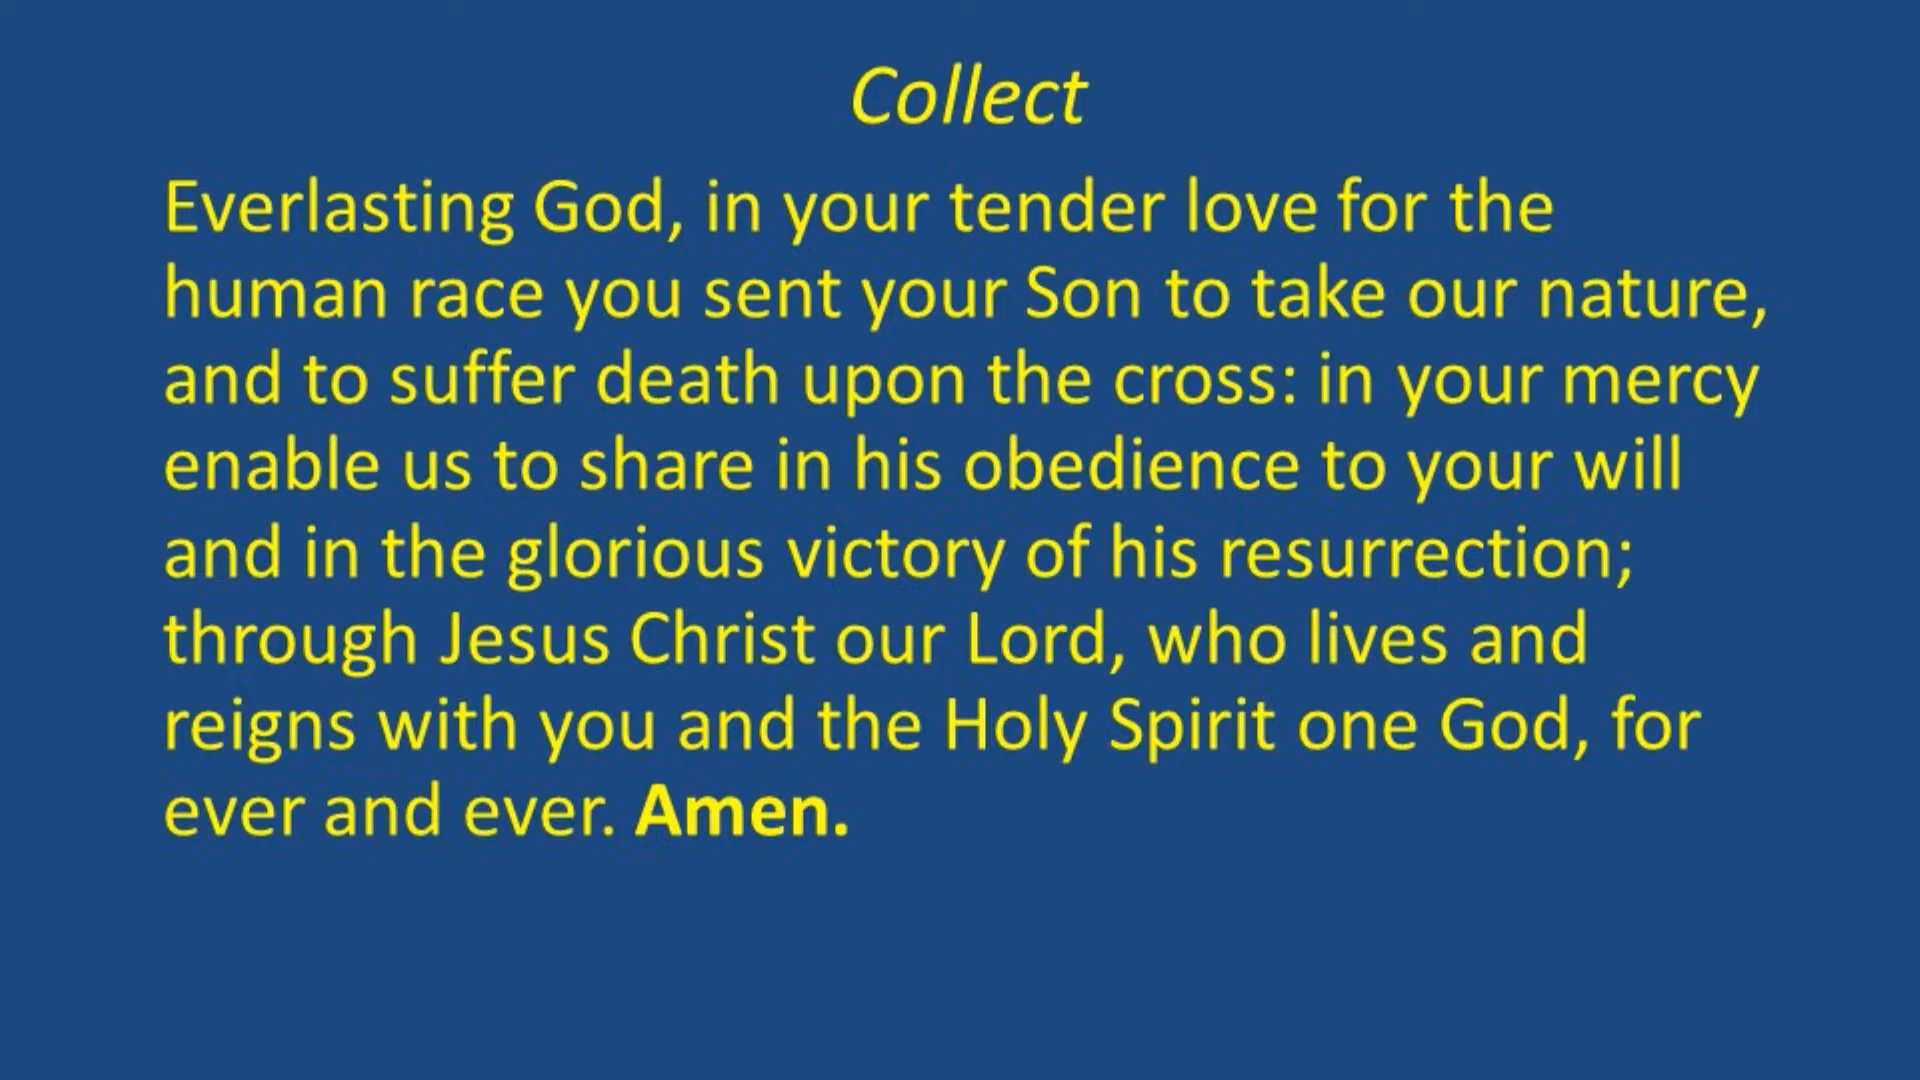 Collect
Everlasting God, in your tender love for the
human race you sent your Son to take our nature,
and to suffer death upon the cross: in your mercy
enable us to share in his obedience to your will
and in the glorious victory of his resurrection;
through Jesus Christ our Lord, who lives and
reigns with you and the Holy Spirit one God, for
ever and ever. Amen.